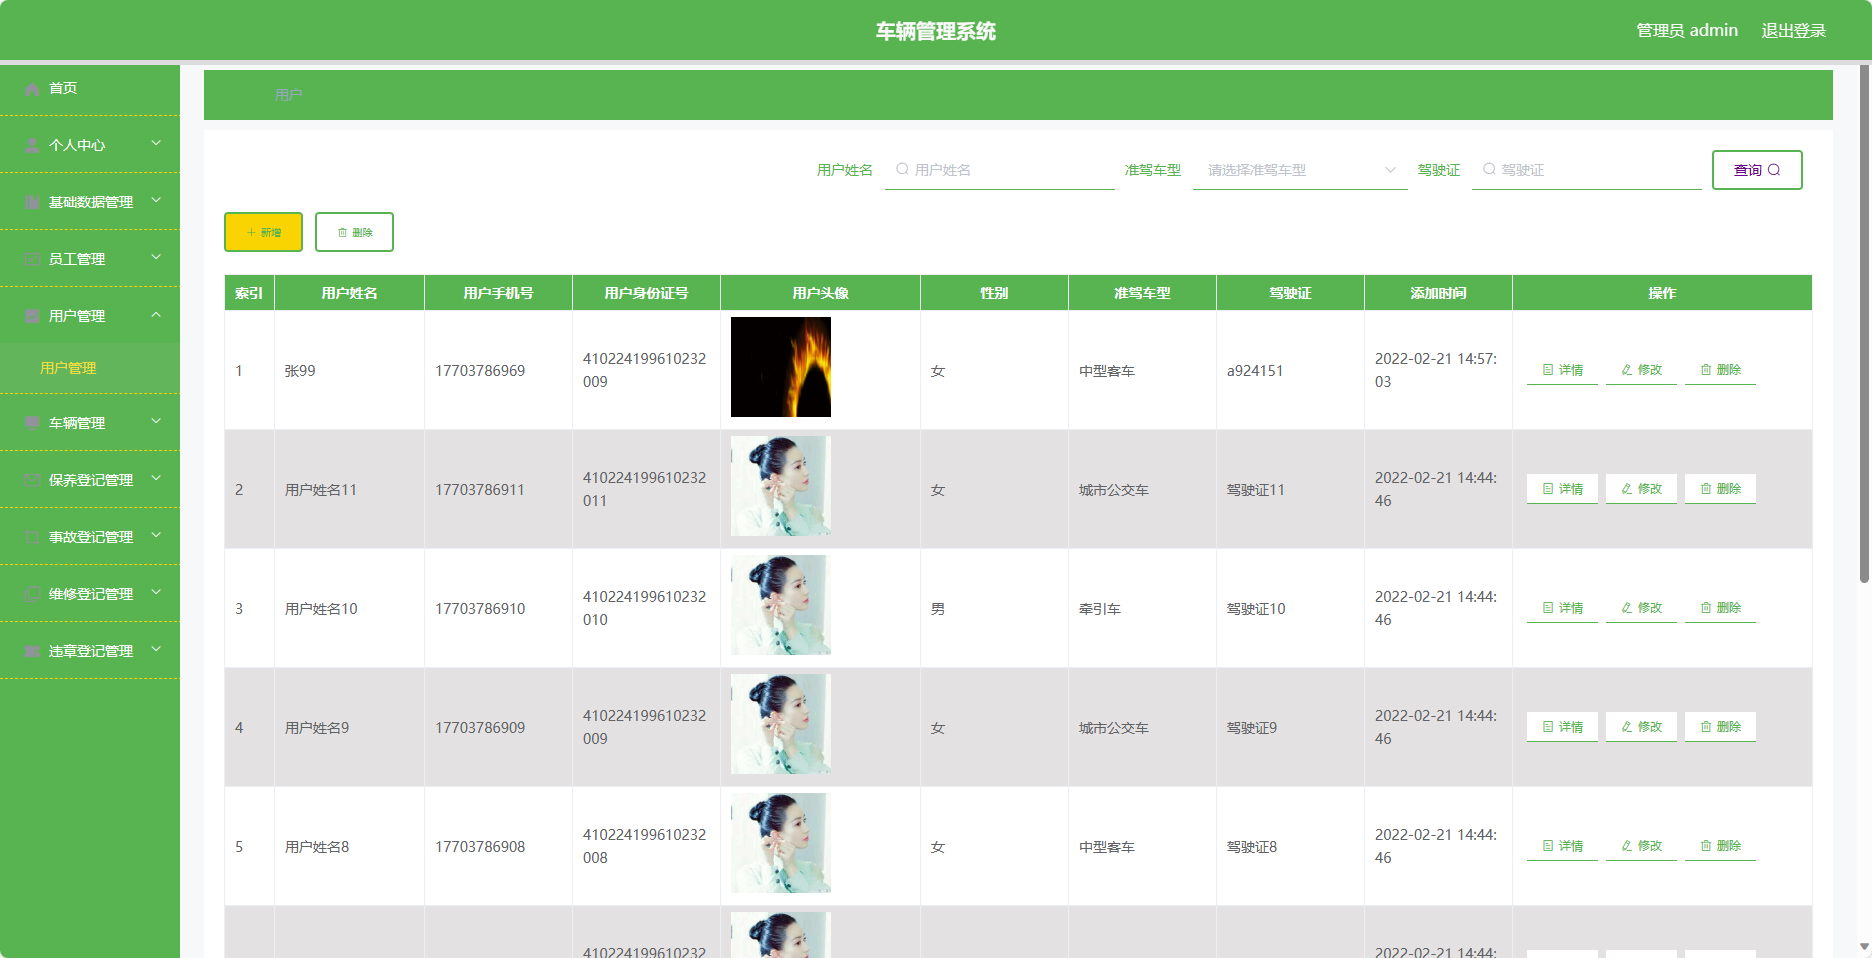 车辆管理系统
管理员 admin
退出登录
首页
个人中心
基础数据管理
员工管理
用户管理
用户管理
车辆管理
保养登记管理
事故登记管理
维修登记管理
违章登记管理
用户
用户姓名 用户姓名 准驾车型 请选择准驾车型 驾驶证 驾驶证 查询
新增 删除
索引 用户姓名 用户手机号 用户身份证号 用户头像 性别 准驾车型 驾驶证 添加时间 操作
1 张99 17703786969 410224199610232 女 中型客车 a924151 2022-02-21 14:57: 详情 修改 删除
009 03
2 用户姓名11 17703786911 410224199610232 女 城市公交车 驾驶证11 2022-02-21 14:44: 详情 修改 删除
011 46
3 用户姓名10 17703786910 410224199610232 男 牵引车 驾驶证10 2022-02-21 14:44: 详情 修改 删除
010 46
4 用户姓名9 17703786909 410224199610232 女 城市公交车 驾驶证9 2022-02-21 14:44: 详情 修改 删除
009 46
5 用户姓名8 17703786908 410224199610232 女 中型客车 驾驶证8 2022-02-21 14:44: 详情 修改 删除
008 46
410224199610232 2022-02-21 14:44: